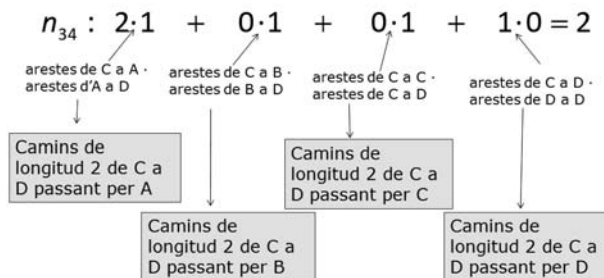 n34 : 2·1 + 0·1 + 0·1 + 1·0 = 2
arestes de C a A ·
arestes d'A a D
arestes de C a B ·
arestes de B a D
arestes de C a C ·
arestes de C a D
arestes de C a D ·
arestes de D a D
Camins de
longitud 2 de C a
D passant per A
Camins de
longitud 2 de C a
D passant per B
Camins de
longitud 2 de C a
D passant per C
Camins de
longitud 2 de C a
D passant per D